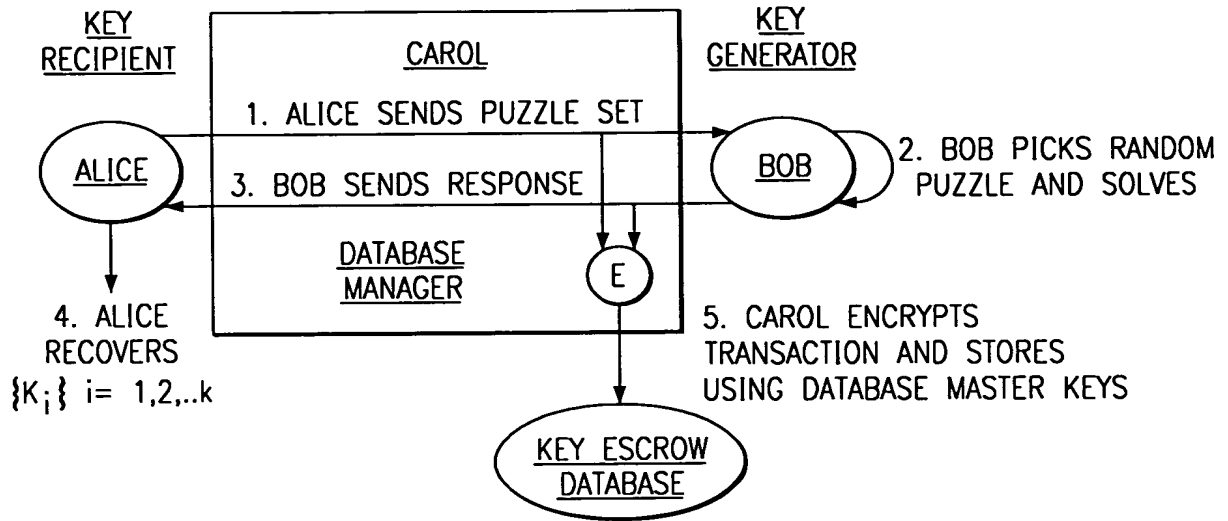 KEY
RECIPIENT
CAROL
KEY
GENERATOR
1. ALICE SENDS PUZZLE SET
ALICE
BOB
2. BOB PICKS RANDOM
PUZZLE AND SOLVES
3. BOB SENDS RESPONSE
DATABASE
MANAGER
E
4. ALICE
RECOVERS
{K_i} i= 1,2,..k
5. CAROL ENCRYPTS
TRANSACTION AND STORES
USING DATABASE MASTER KEYS
KEY ESCROW
DATABASE